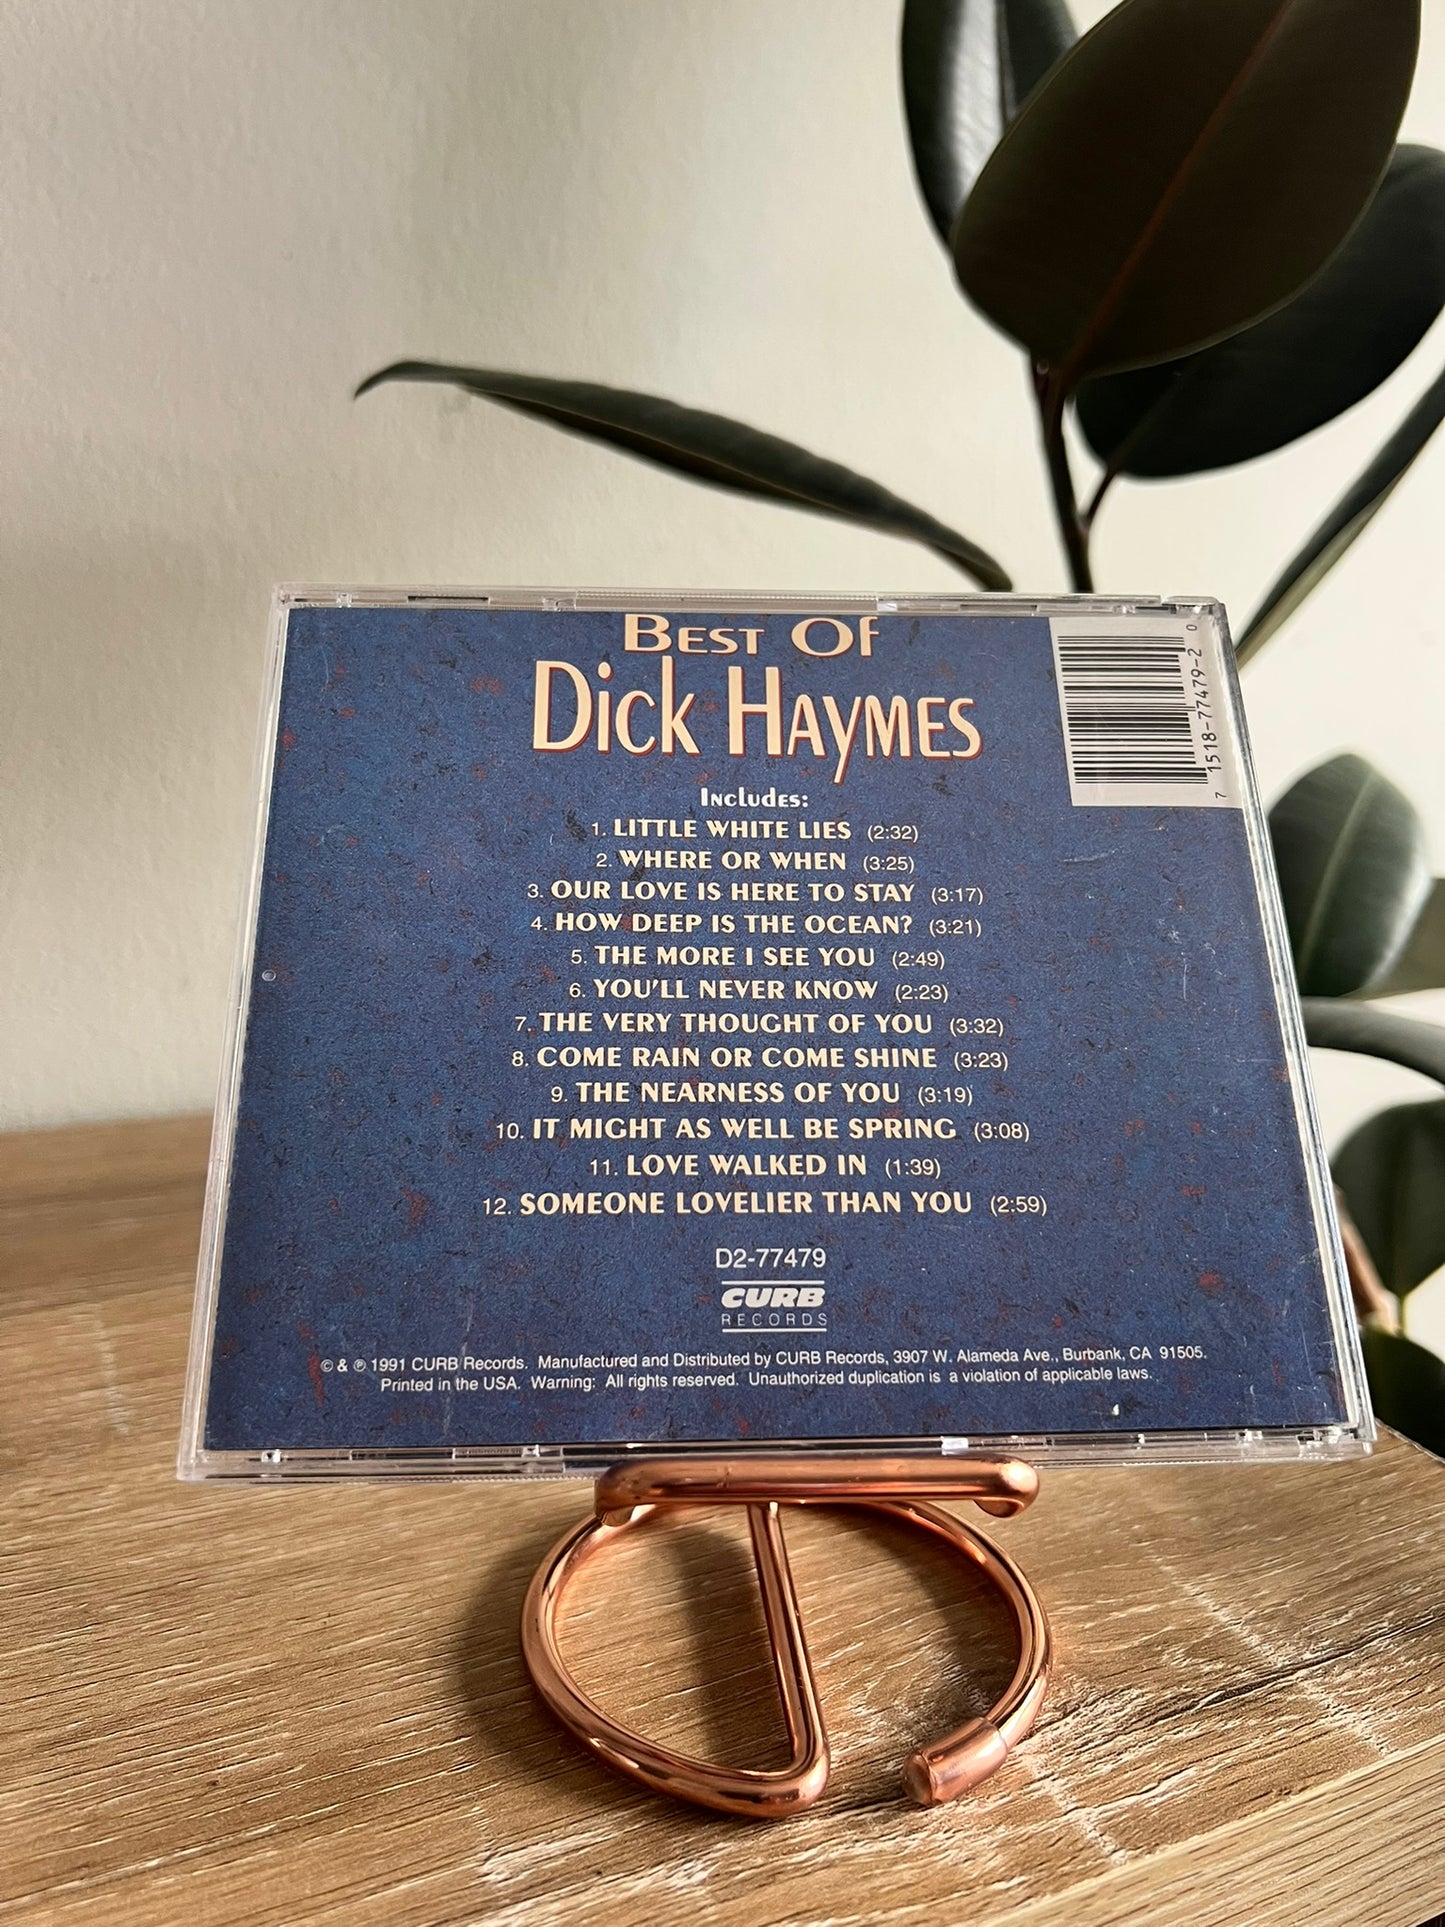 Best Of
Dick Haymes
7 1518-77479-2 0
Includes:
1. LITTLE WHITE LIES (2:32)
2. WHERE OR WHEN (3:25)
3. OUR LOVE IS HERE TO STAY (3:17)
4. HOW DEEP IS THE OCEAN? (3:21)
5. THE MORE I SEE YOU (2:49)
6. YOU'LL NEVER KNOW (2:23)
7. THE VERY THOUGHT OF YOU (3:32)
8. COME RAIN OR COME SHINE (3:23)
9. THE NEARNESS OF YOU (3:19)
10. IT MIGHT AS WELL BE SPRING (3:08)
11. LOVE WALKED IN (1:39)
12. SOMEONE LOVELIER THAN YOU (2:59)
D2-77479
CURB
RECORDS
© & ℗ 1991 CURB Records. Manufactured and Distributed by CURB Records, 3907 W. Alameda Ave., Burbank, CA 91505.
Printed in the USA. Warning: All rights reserved. Unauthorized duplication is a violation of applicable laws.